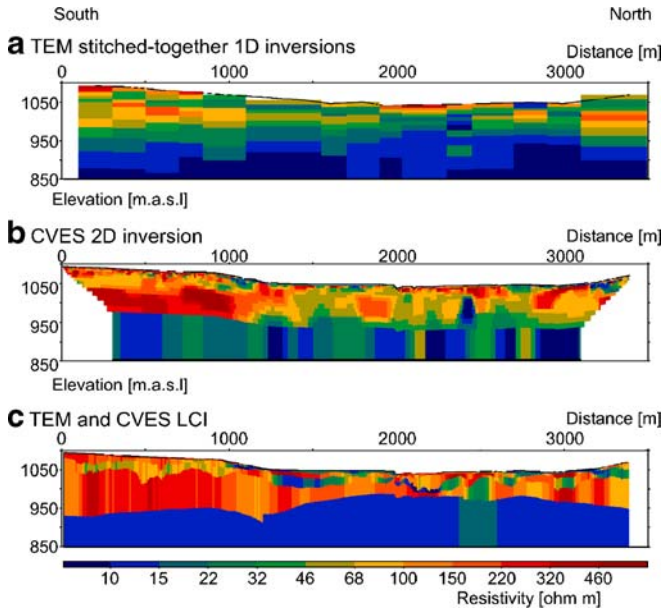 South North
a TEM stitched-together 1D inversions Distance [m]
0 1000 2000 3000
1050
950
850
Elevation [m.a.s.l]
b CVES 2D inversion Distance [m]
0 1000 2000 3000
1050
950
850
Elevation [m.a.s.l]
c TEM and CVES LCI Distance [m]
0 1000 2000 3000
1050
950
850
10 15 22 32 46 68 100 150 220 320 460
Resistivity [ohm m]